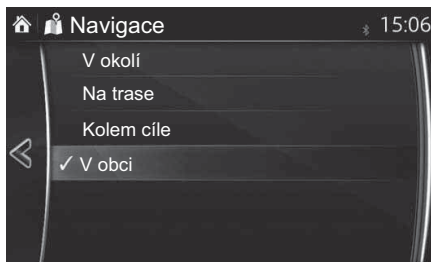 Navigace 15:06
V okolí
Na trase
Kolem cíle
✓ V obci